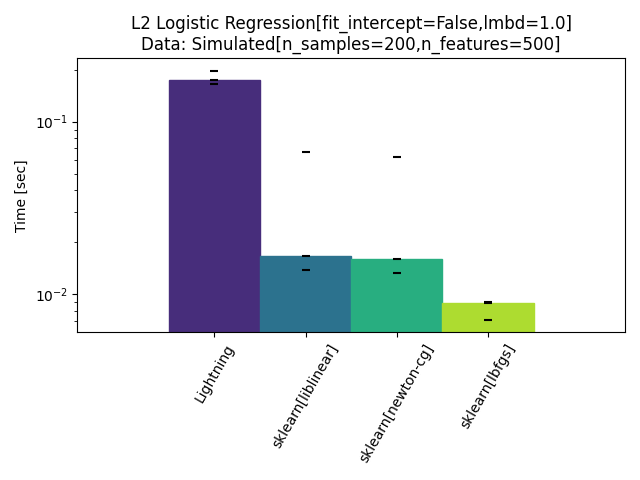 L2 Logistic Regression[fit_intercept=False,lmbd=1.0]
Data: Simulated[n_samples=200,n_features=500]
Time [sec]
10⁻¹
10⁻²
Lightning
sklearn[liblinear]
sklearn[newton-cg]
sklearn[lbfgs]